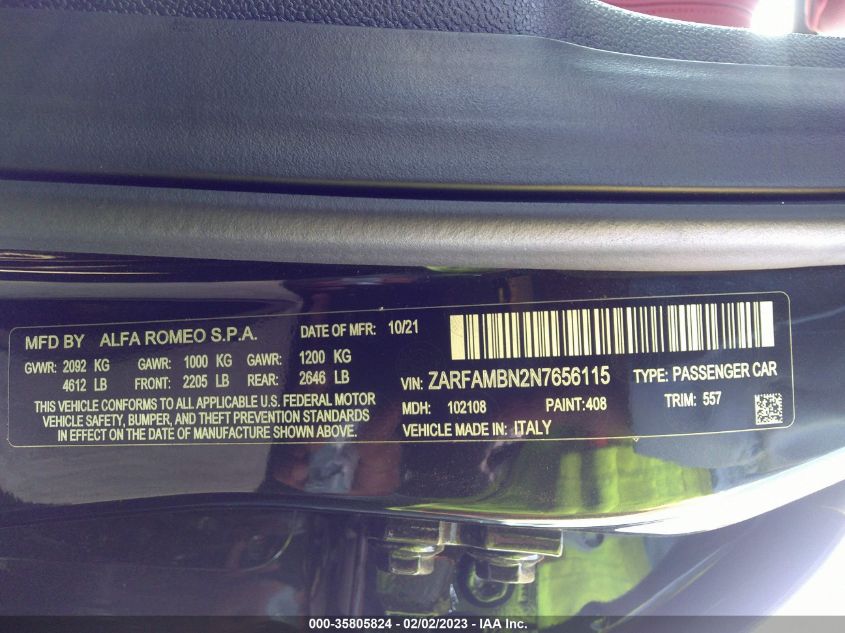 MFD BY ALFA ROMEO S.P.A. DATE OF MFR: 10/21
GVWR: 2092 KG GAWR: 1000 KG GAWR: 1200 KG
4612 LB FRONT: 2205 LB REAR: 2646 LB
THIS VEHICLE CONFORMS TO ALL APPLICABLE U.S. FEDERAL MOTOR
VEHICLE SAFETY, BUMPER, AND THEFT PREVENTION STANDARDS
IN EFFECT ON THE DATE OF MANUFACTURE SHOWN ABOVE.
VIN: ZARFAMBN2N7656115 TYPE: PASSENGER CAR
MDH: 102108 PAINT:408 TRIM: 557
VEHICLE MADE IN: ITALY
000-35805824 - 02/02/2023 - IAA Inc.